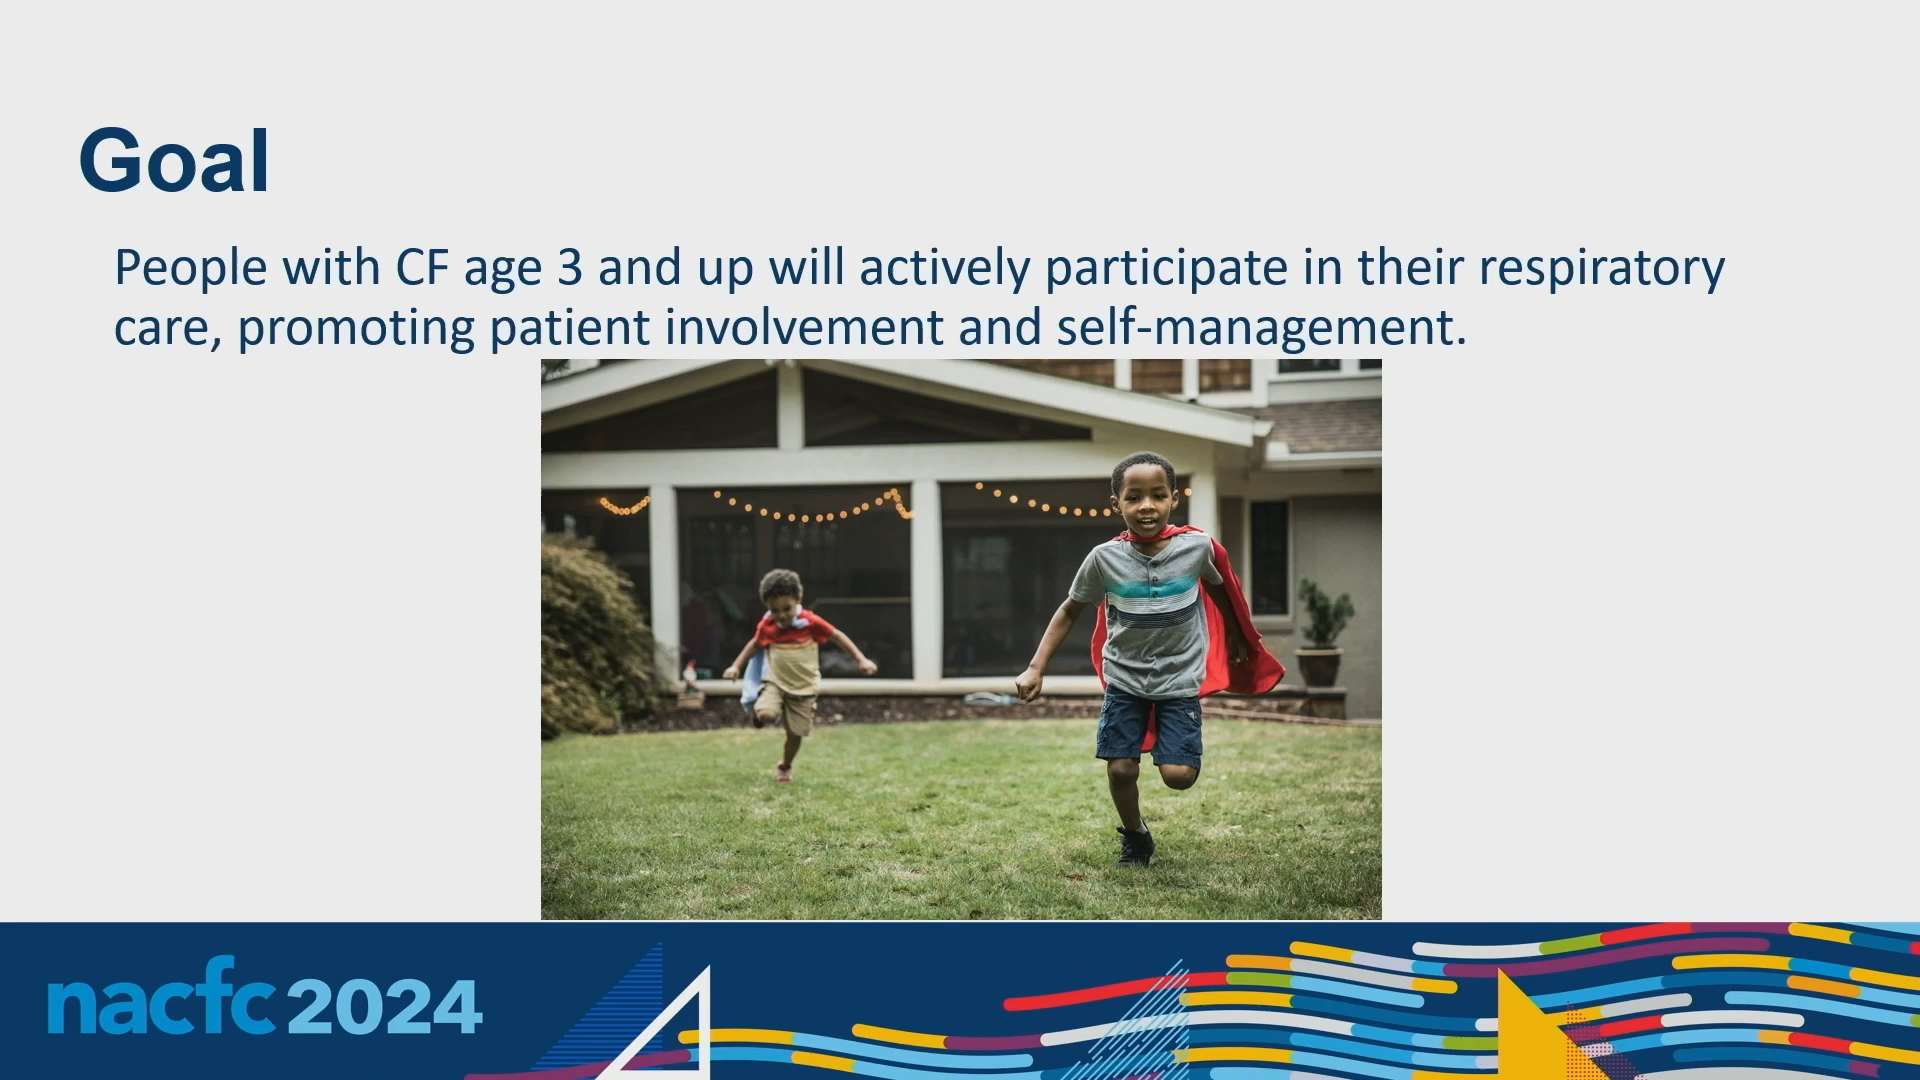 Goal
People with CF age 3 and up will actively participate in their respiratory
care, promoting patient involvement and self-management.
nacfc 2024